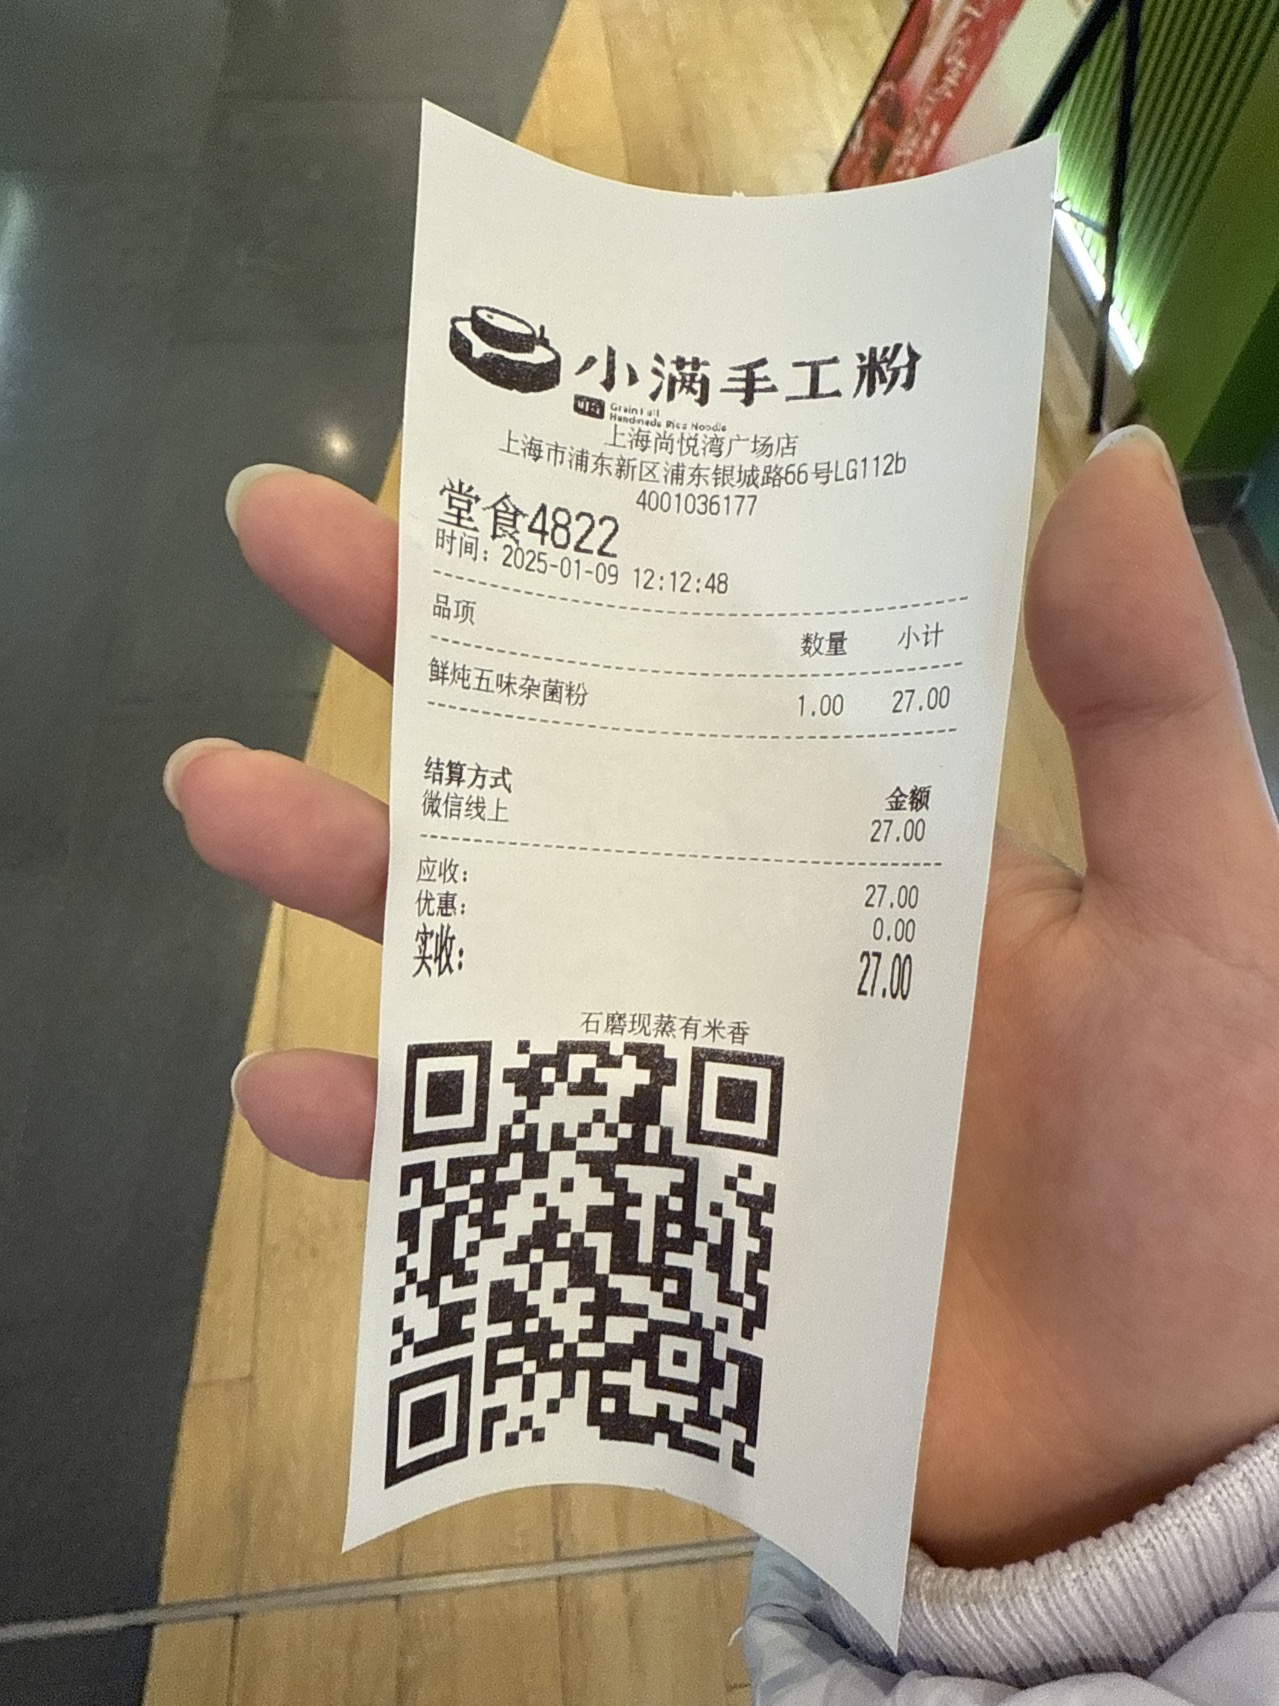 小满手工粉
Grain Full
Handmade Rice Noodle
上海尚悦湾广场店
上海市浦东新区浦东银城路66号LG112b
4001036177
堂食4822
时间：2025-01-09 12:12:48
品项 数量 小计
鲜炖五味杂菌粉 1.00 27.00
结算方式 金额
微信线上 27.00
应收： 27.00
优惠： 0.00
实收： 27.00
石磨现蒸有米香